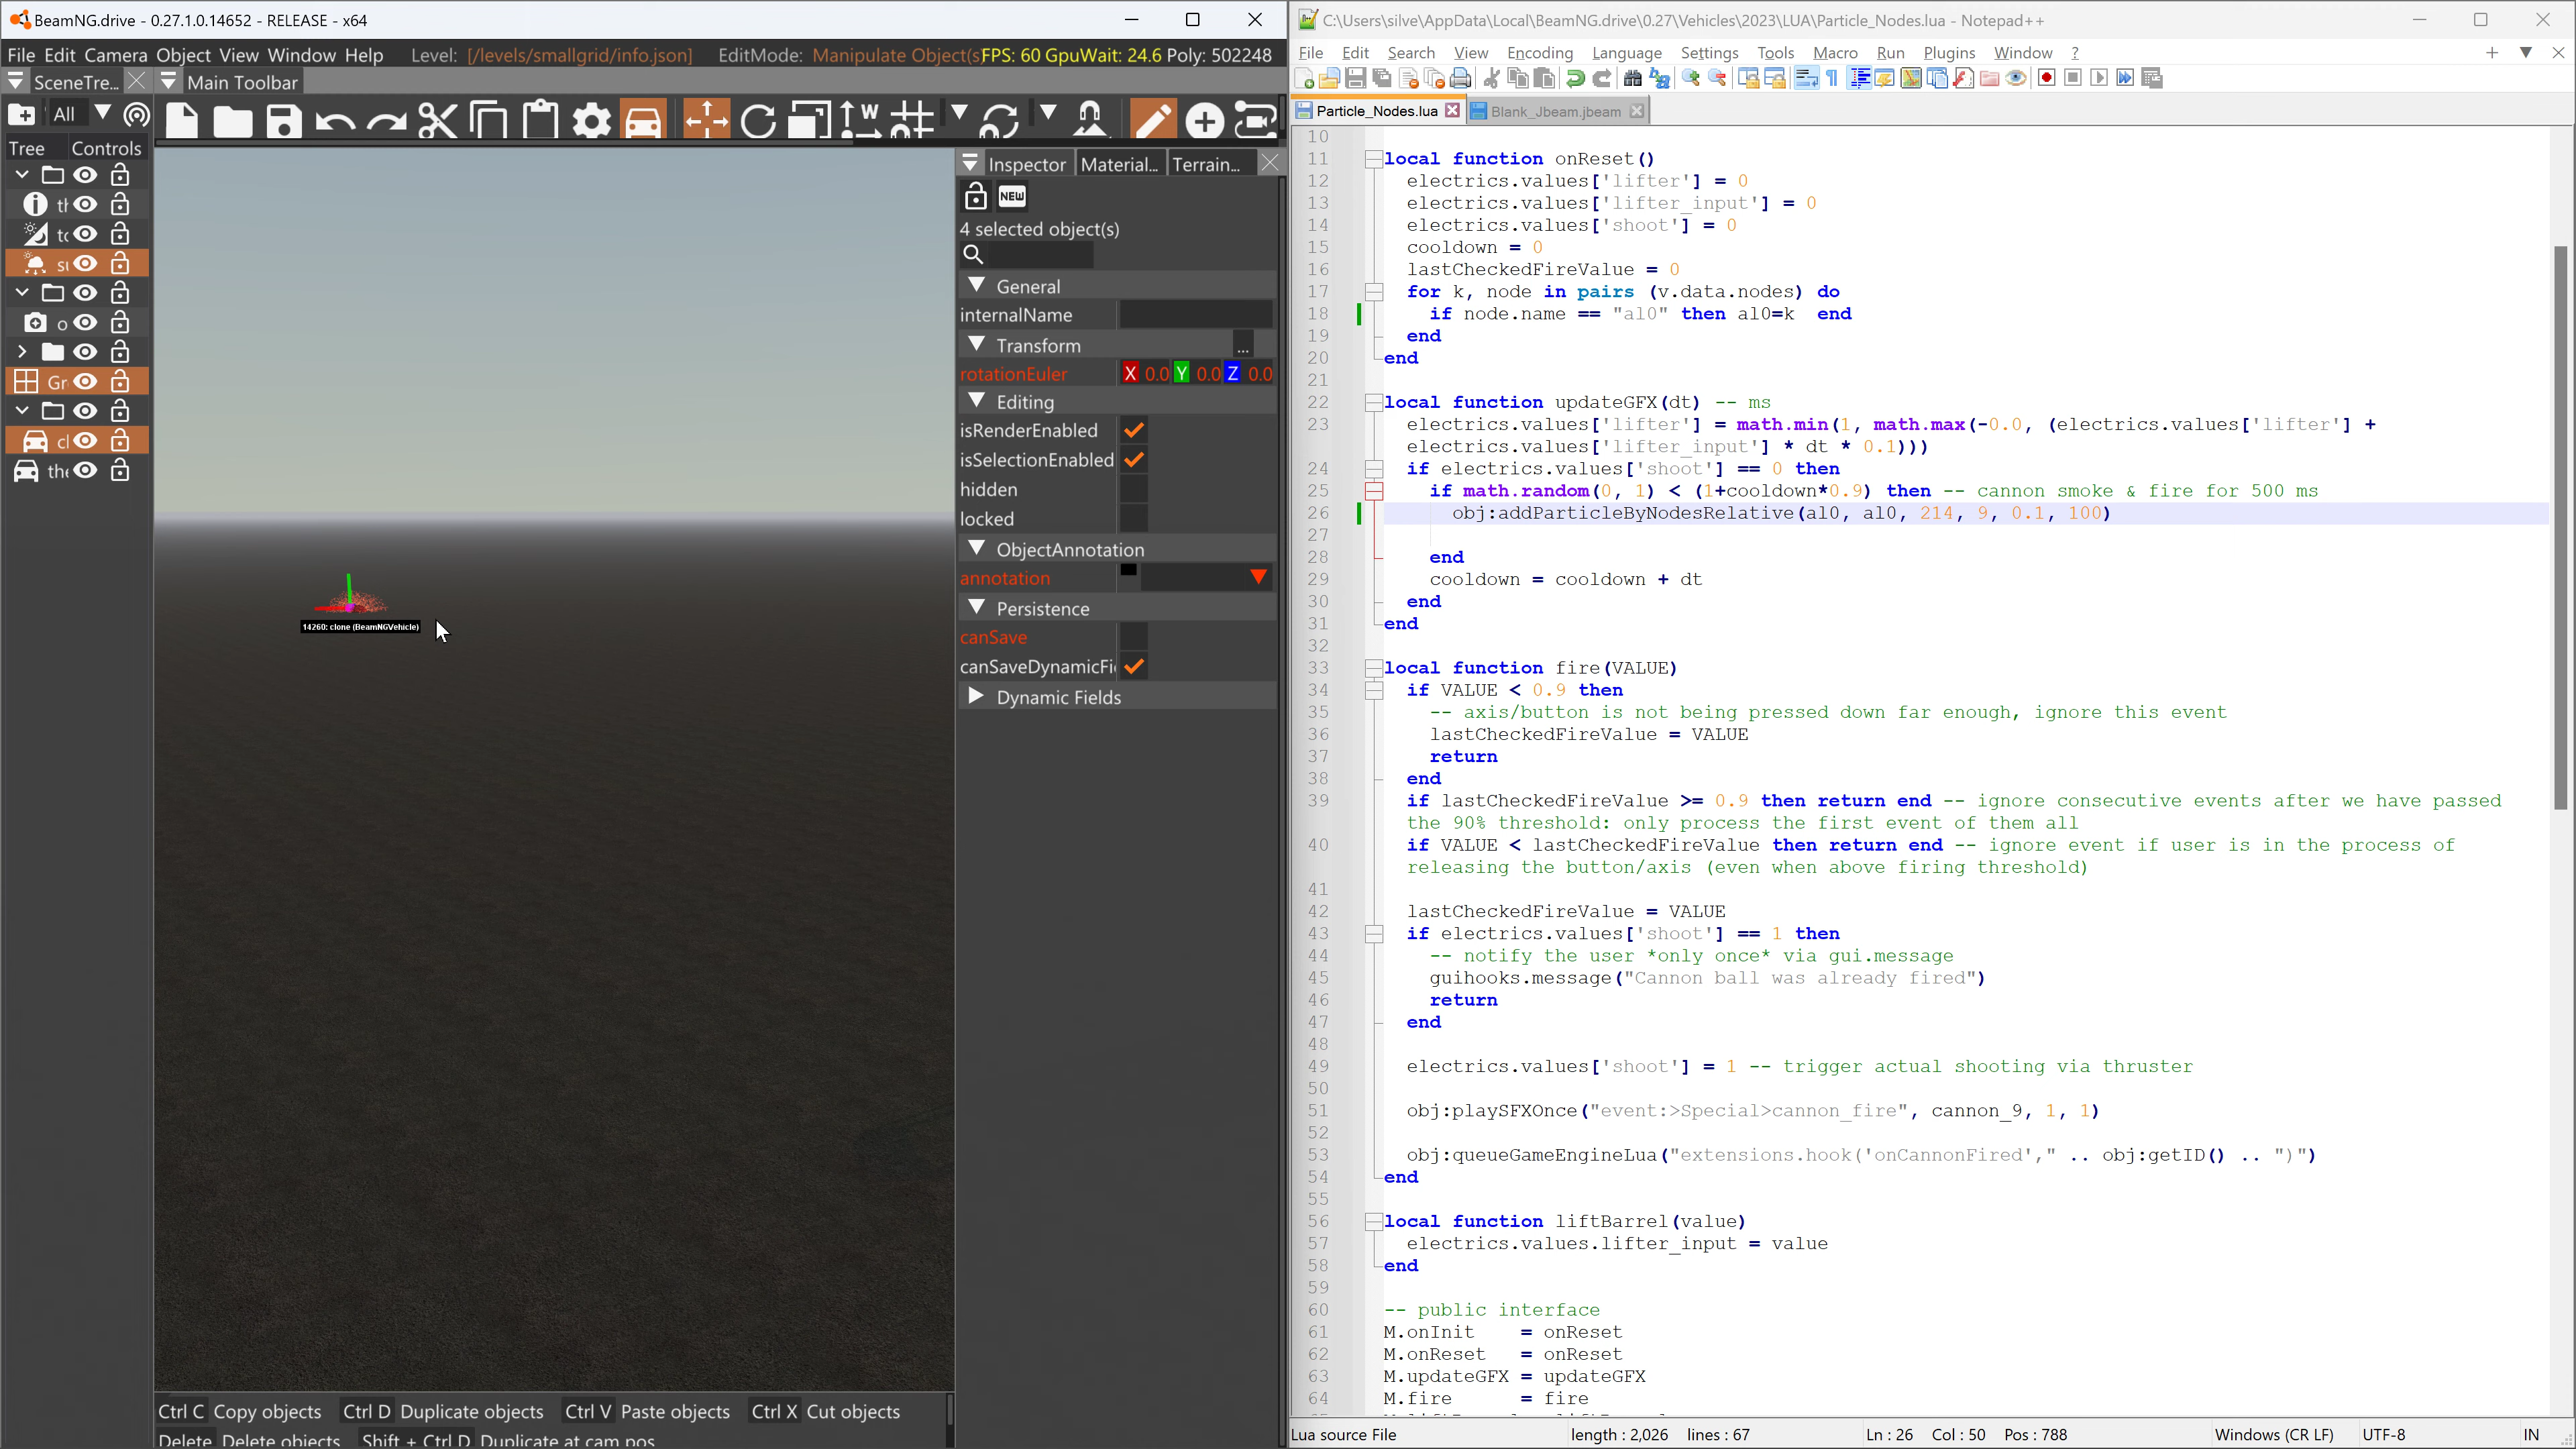 BeamNG.drive - 0.27.1.0.14652 - RELEASE - x64
File Edit Camera Object View Window Help Level: [/levels/smallgrid/info.json] EditMode: Manipulate Object(s) FPS: 60 GpuWait: 24.6 Poly: 502248
SceneTre... Main Toolbar
All
Tree Controls
Gr
the
Inspector Material... Terrain...
NEW
4 selected object(s)
General
internalName
Transform
...
rotationEuler X 0.0 Y 0.0 Z 0.0
Editing
isRenderEnabled
isSelectionEnabled
hidden
locked
ObjectAnnotation
annotation
Persistence
canSave
canSaveDynamicFi
Dynamic Fields
14260: clone (BeamNGVehicle)
Ctrl C Copy objects Ctrl D Duplicate objects Ctrl V Paste objects Ctrl X Cut objects
Delete Delete objects Shift + Ctrl D Duplicate at cam pos
C:\Users\silve\AppData\Local\BeamNG.drive\0.27\Vehicles\2023\LUA\Particle_Nodes.lua - Notepad++
File Edit Search View Encoding Language Settings Tools Macro Run Plugins Window ?
Particle_Nodes.lua Blank_Jbeam.jbeam
10
11 local function onReset()
12 electrics.values['lifter'] = 0
13 electrics.values['lifter_input'] = 0
14 electrics.values['shoot'] = 0
15 cooldown = 0
16 lastCheckedFireValue = 0
17 for k, node in pairs (v.data.nodes) do
18 if node.name == "al0" then al0=k end
19 end
20 end
21
22 local function updateGFX(dt) -- ms
23 electrics.values['lifter'] = math.min(1, math.max(-0.0, (electrics.values['lifter'] +
electrics.values['lifter_input'] * dt * 0.1)))
24 if electrics.values['shoot'] == 0 then
25 if math.random(0, 1) < (1+cooldown*0.9) then -- cannon smoke & fire for 500 ms
26 obj:addParticleByNodesRelative(al0, al0, 214, 9, 0.1, 100)
27
28 end
29 cooldown = cooldown + dt
30 end
31 end
32
33 local function fire(VALUE)
34 if VALUE < 0.9 then
35 -- axis/button is not being pressed down far enough, ignore this event
36 lastCheckedFireValue = VALUE
37 return
38 end
39 if lastCheckedFireValue >= 0.9 then return end -- ignore consecutive events after we have passed
the 90% threshold: only process the first event of them all
40 if VALUE < lastCheckedFireValue then return end -- ignore event if user is in the process of
releasing the button/axis (even when above firing threshold)
41
42 lastCheckedFireValue = VALUE
43 if electrics.values['shoot'] == 1 then
44 -- notify the user *only once* via gui.message
45 guihooks.message("Cannon ball was already fired")
46 return
47 end
48
49 electrics.values['shoot'] = 1 -- trigger actual shooting via thruster
50
51 obj:playSFXOnce("event:>Special>cannon_fire", cannon_9, 1, 1)
52
53 obj:queueGameEngineLua("extensions.hook('onCannonFired'," .. obj:getID() .. ")")
54 end
55
56 local function liftBarrel(value)
57 electrics.values.lifter_input = value
58 end
59
60 -- public interface
61 M.onInit = onReset
62 M.onReset = onReset
63 M.updateGFX = updateGFX
64 M.fire = fire
Lua source File length : 2,026 lines : 67 Ln : 26 Col : 50 Pos : 788 Windows (CR LF) UTF-8 IN